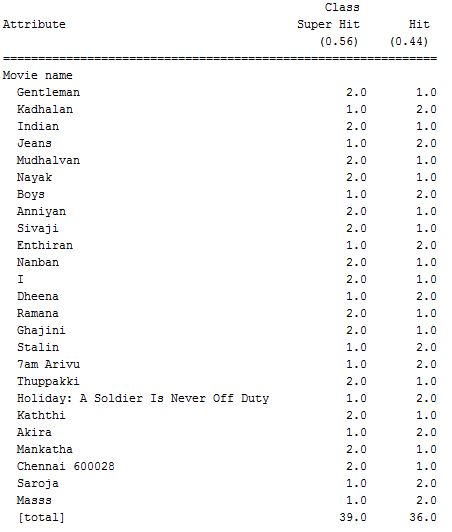 Class
Attribute Super Hit Hit
(0.56) (0.44)
===============================================================
Movie name
Gentleman 2.0 1.0
Kadhalan 1.0 2.0
Indian 2.0 1.0
Jeans 1.0 2.0
Mudhalvan 2.0 1.0
Nayak 2.0 1.0
Boys 1.0 2.0
Anniyan 2.0 1.0
Sivaji 2.0 1.0
Enthiran 1.0 2.0
Nanban 2.0 1.0
I 2.0 1.0
Dheena 1.0 2.0
Ramana 2.0 1.0
Ghajini 2.0 1.0
Stalin 1.0 2.0
7am Arivu 1.0 2.0
Thuppakki 2.0 1.0
Holiday: A Soldier Is Never Off Duty 1.0 2.0
Kaththi 2.0 1.0
Akira 1.0 2.0
Mankatha 2.0 1.0
Chennai 600028 2.0 1.0
Saroja 1.0 2.0
Masss 1.0 2.0
[total] 39.0 36.0